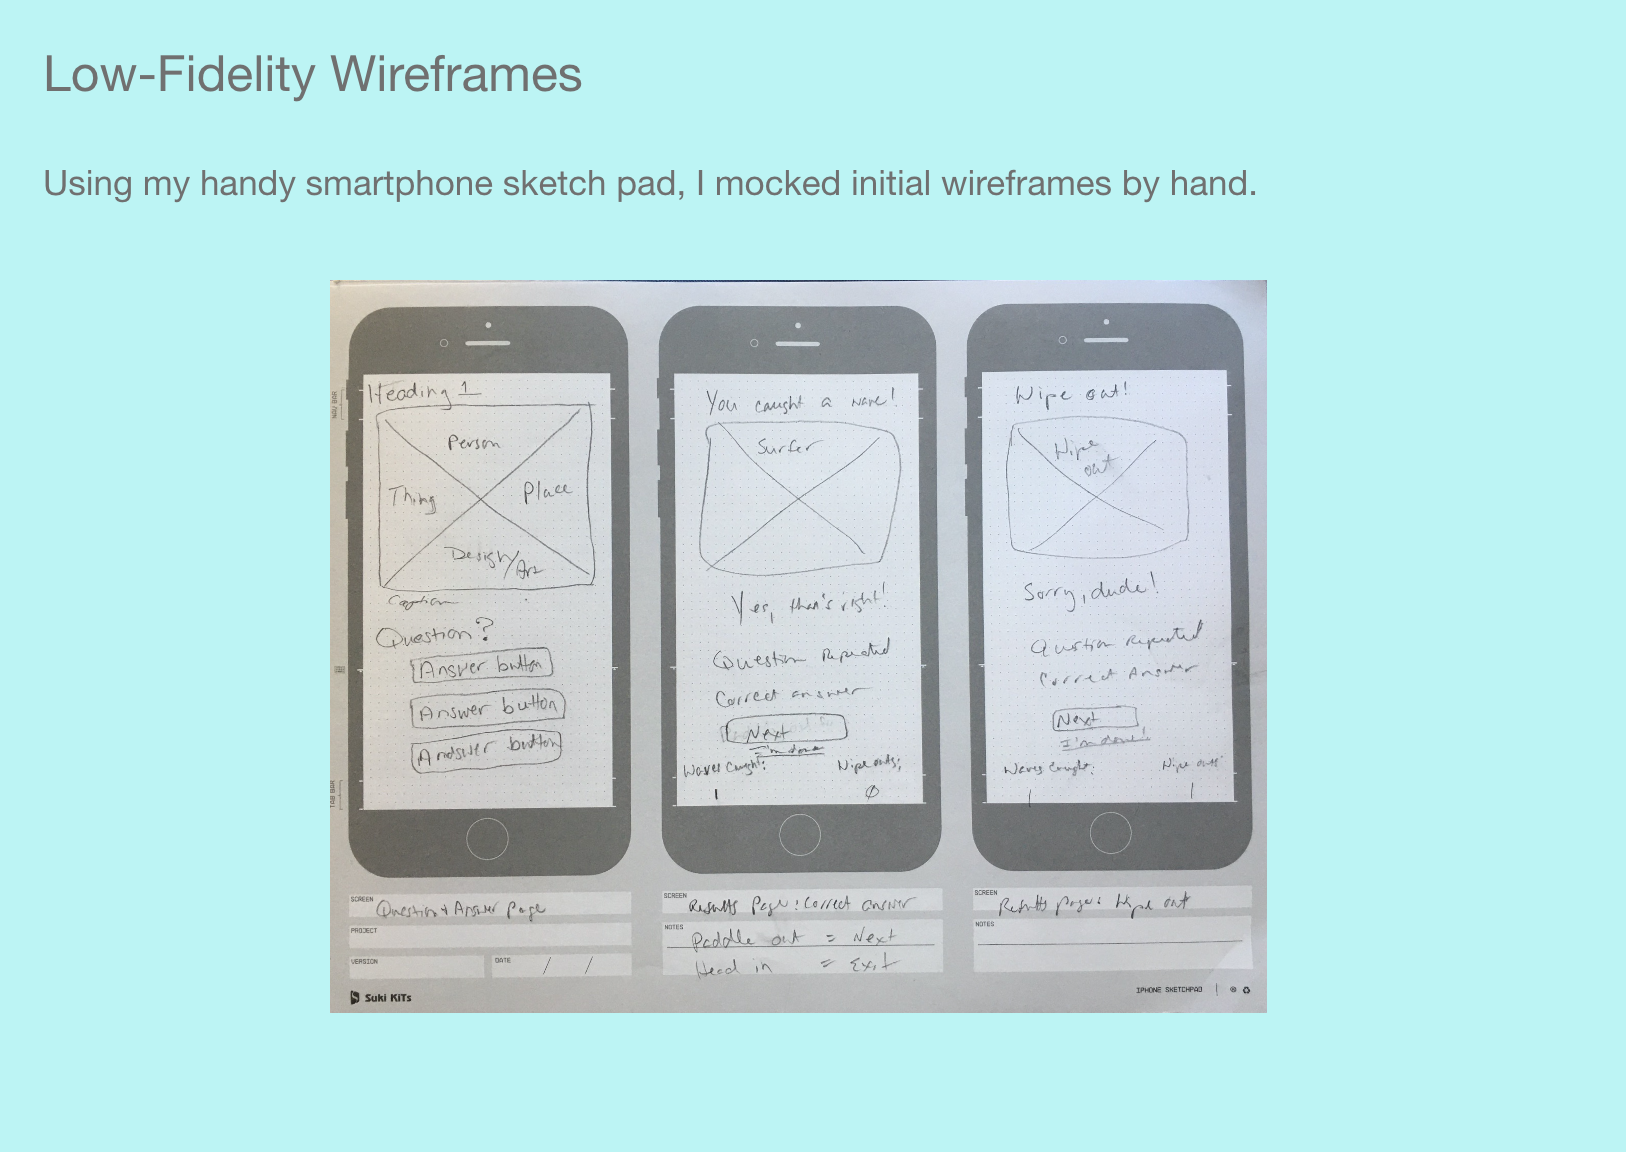 Low-Fidelity Wireframes
Using my handy smartphone sketch pad, I mocked initial wireframes by hand.
NAV BAR
Heading 1
Person
Thing
Place
Design/Art
Caption
Question?
Answer button
Answer button
Andswer button
TAB BAR
SCREEN
Question + Answer Page
PROJECT
VERSION
DATE / /
Suki KiTs
You caught a wave!
Surfer
Yes, that's right!
Question Repeated
Correct answer
Next
I'm done
Waves Caught: Wipe outs:
1 0
SCREEN
Results Page: Correct answer
NOTES
Paddle out = Next
Head in = Exit
Wipe out!
Wipe
out
Sorry, dude!
Question Repeated
Correct Answer
Next
I'm done!
Waves Caught: Wipe outs
1 1
SCREEN
Results page: Wipe out
NOTES
IPHONE SKETCHPAD